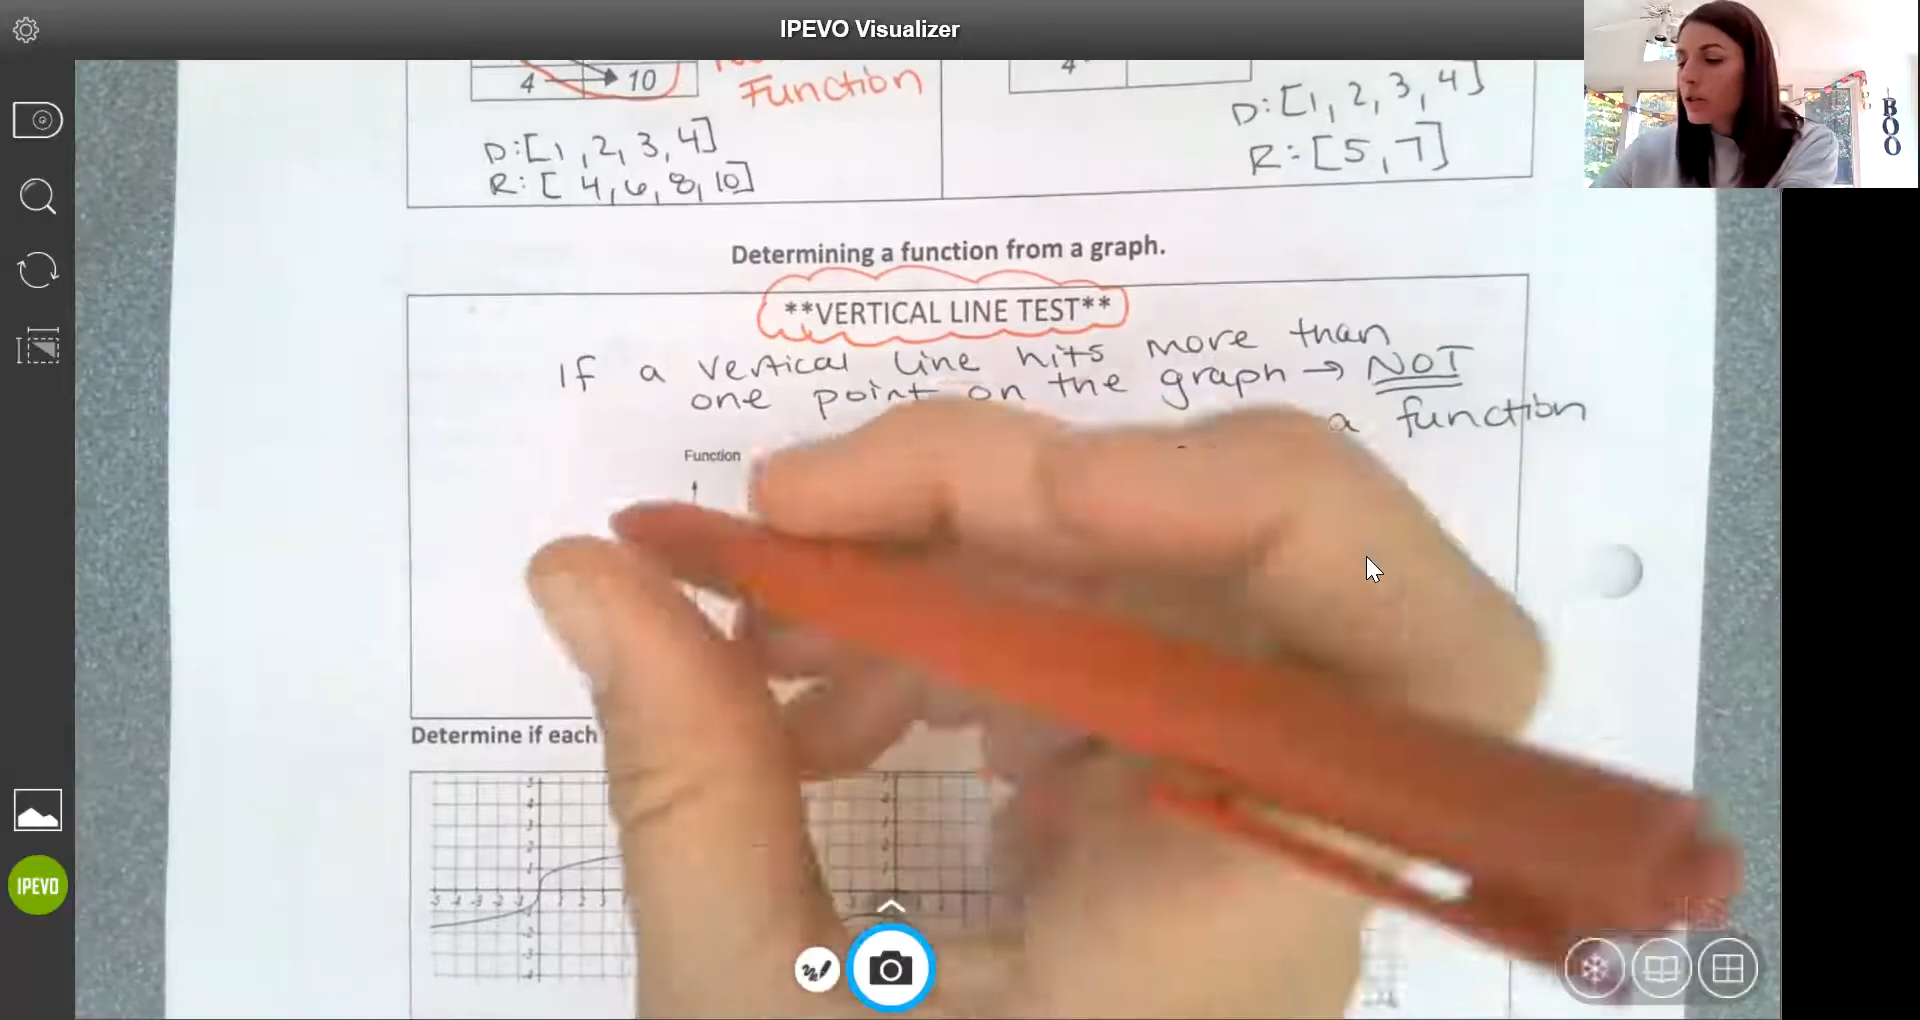 IPEVO Visualizer
4 10
Function
D:[1, 2, 3, 4]
R: [ 4, 6, 8, 10]
4
D:[1, 2, 3, 4]
R:[5, 7]
BOO
Determining a function from a graph.
**VERTICAL LINE TEST**
If a vertical line hits more than
one point on the graph → NOT
a function
Function
Determine if each
IPEVO